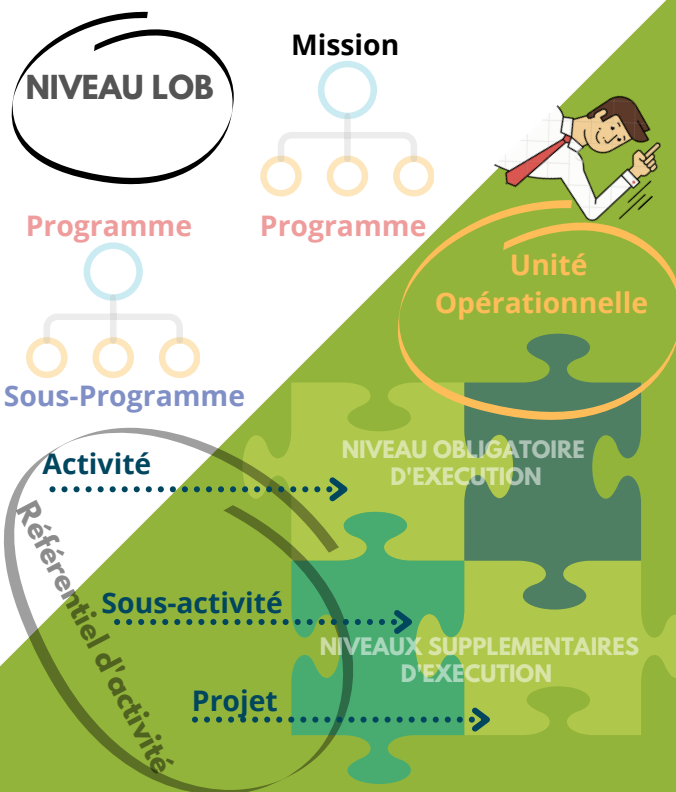 NIVEAU LOB
Mission
Programme
Programme
Sous-Programme
Unité
Opérationnelle
Activité
NIVEAU OBLIGATOIRE
D'EXECUTION
Référentiel d'activité
Sous-activité
NIVEAUX SUPPLEMENTAIRES
D'EXECUTION
Projet